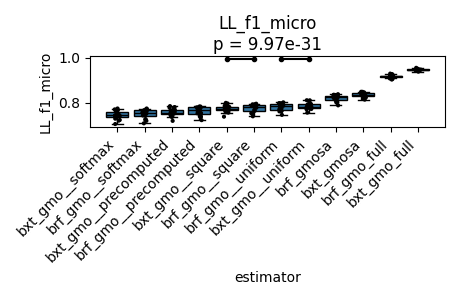 LL_f1_micro
p = 9.97e-31
LL_f1_micro
1.0
0.8
bxt_gmo__softmax
brf_gmo__softmax
bxt_gmo__precomputed
brf_gmo__precomputed
bxt_gmo__square
brf_gmo__square
brf_gmo__uniform
bxt_gmo__uniform
brf_gmosa
bxt_gmosa
brf_gmo_full
bxt_gmo_full
estimator